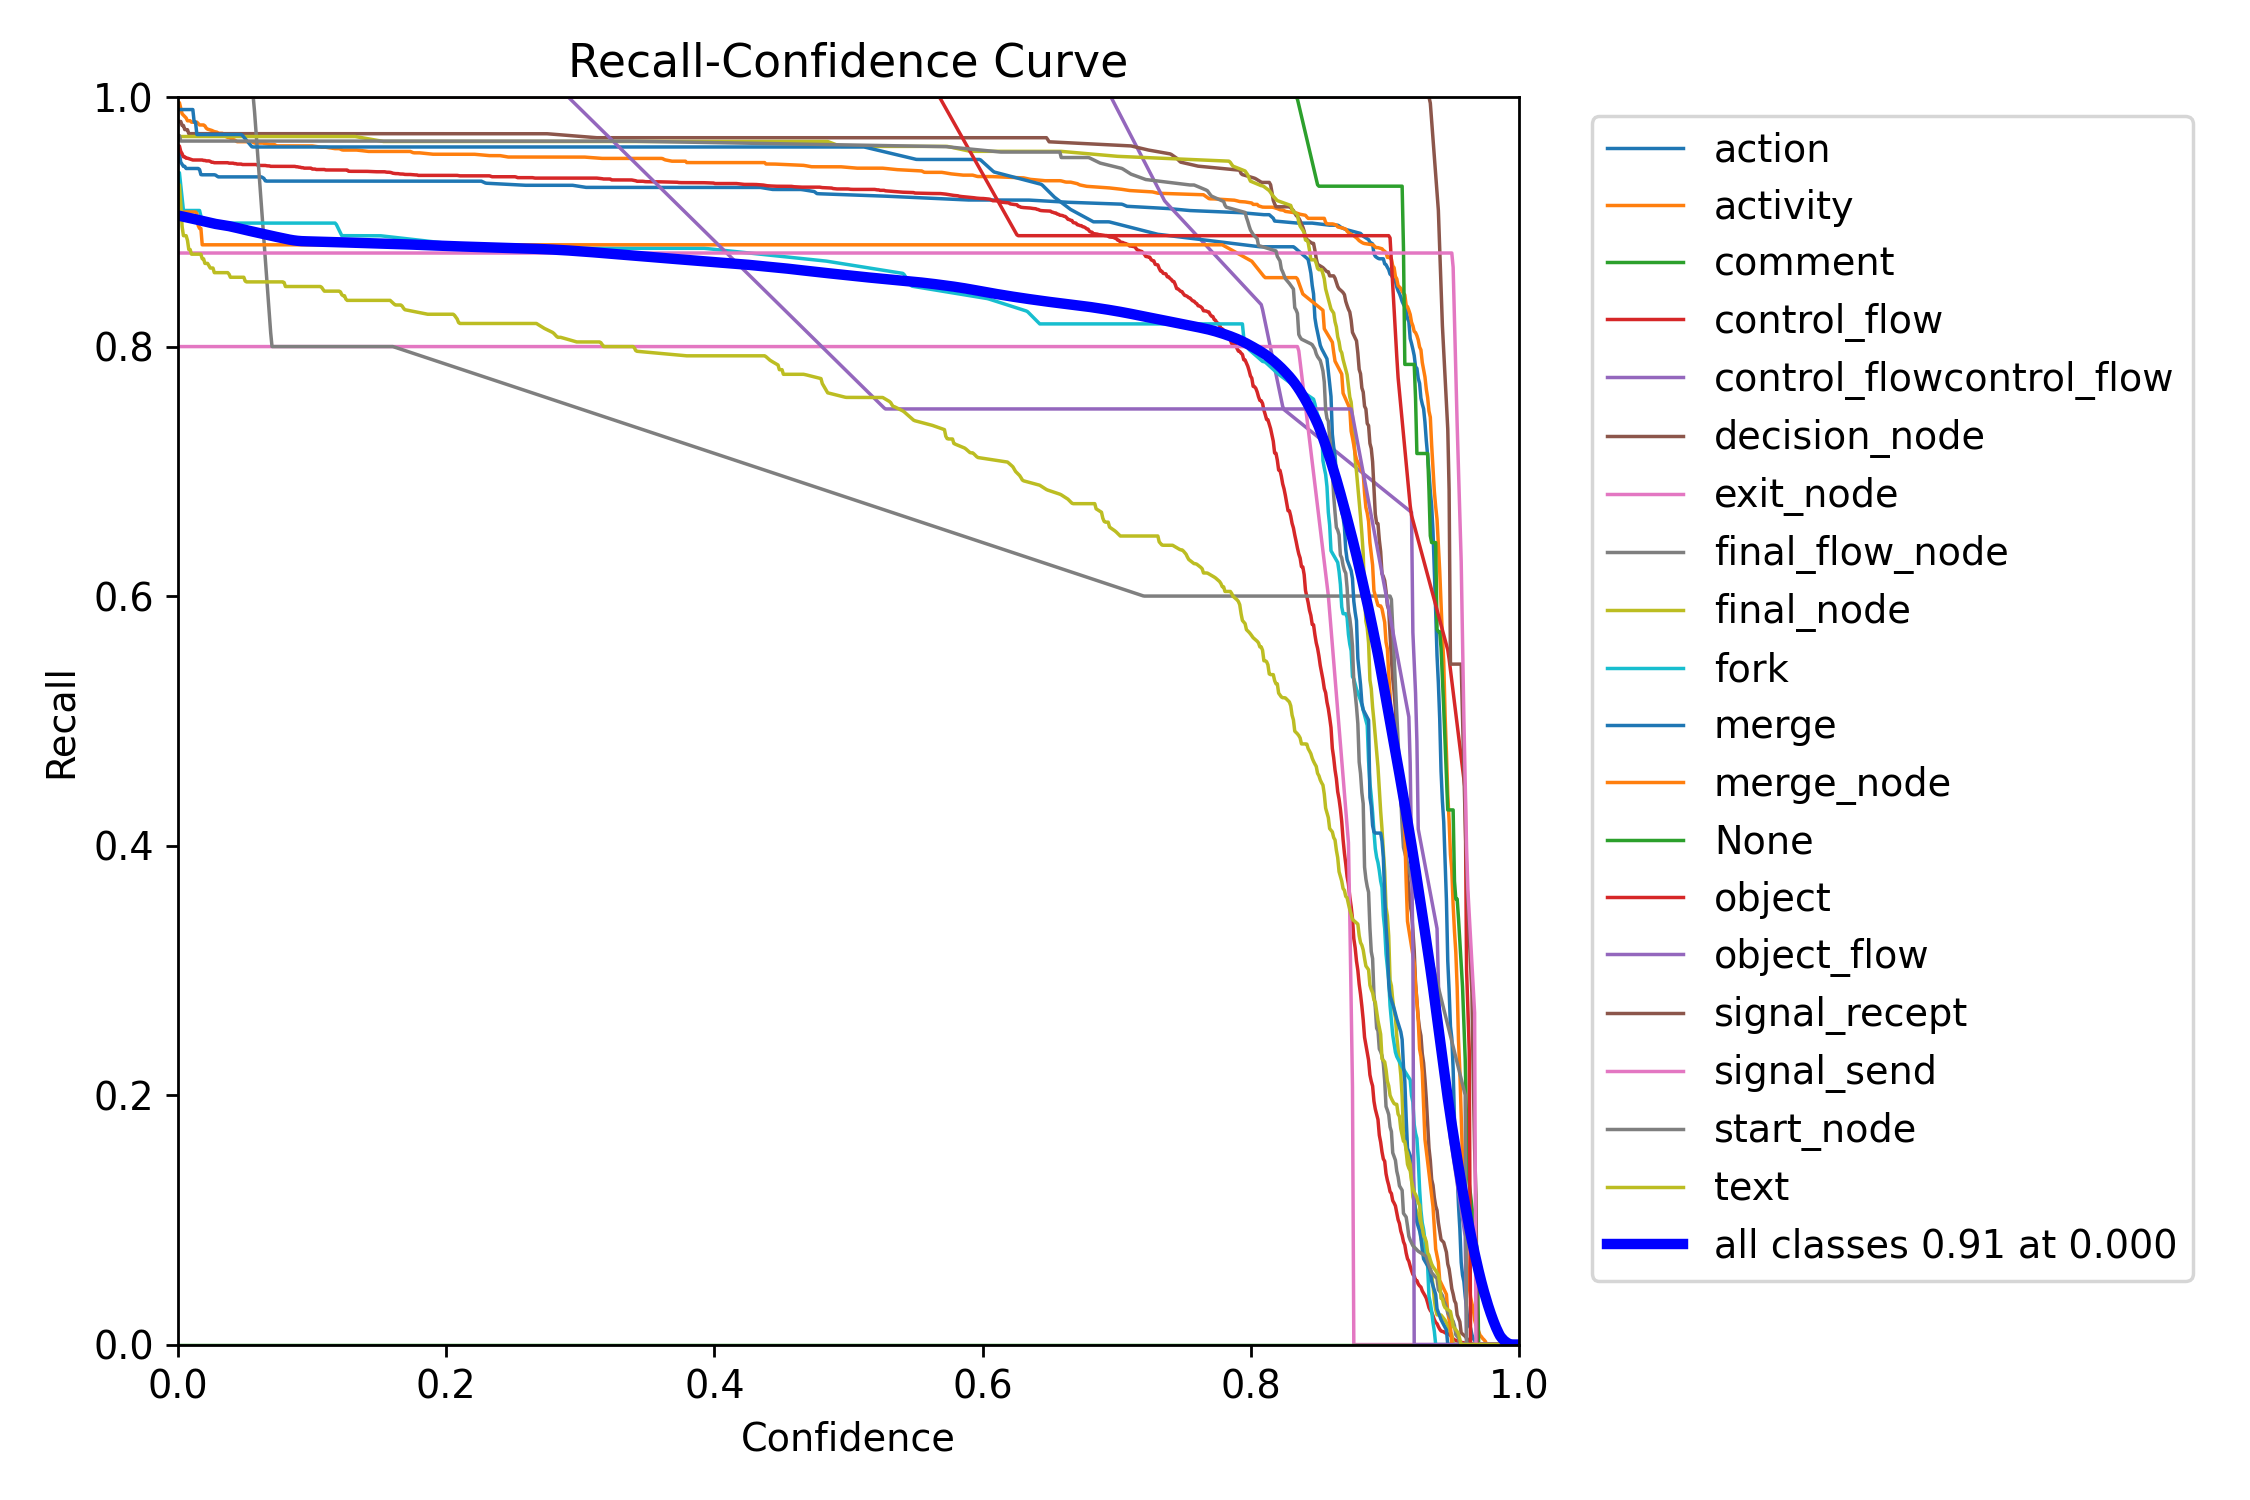 Recall-Confidence Curve
1.0
0.8
0.6
0.4
0.2
0.0
Recall
0.0 0.2 0.4 0.6 0.8 1.0
Confidence
action
activity
comment
control_flow
control_flowcontrol_flow
decision_node
exit_node
final_flow_node
final_node
fork
merge
merge_node
None
object
object_flow
signal_recept
signal_send
start_node
text
all classes 0.91 at 0.000